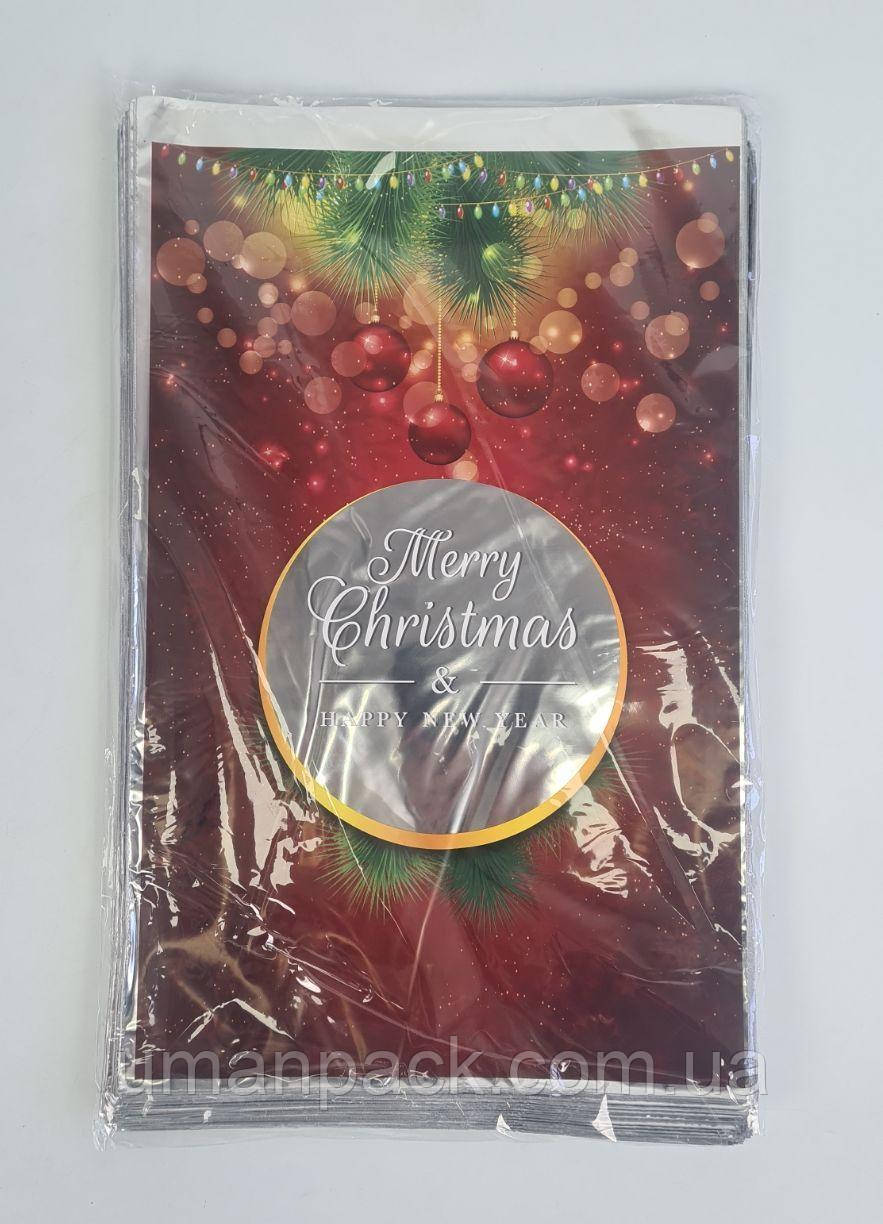 Merry
Christmas
&
HAPPY NEW YEAR
umanpack.com.ua